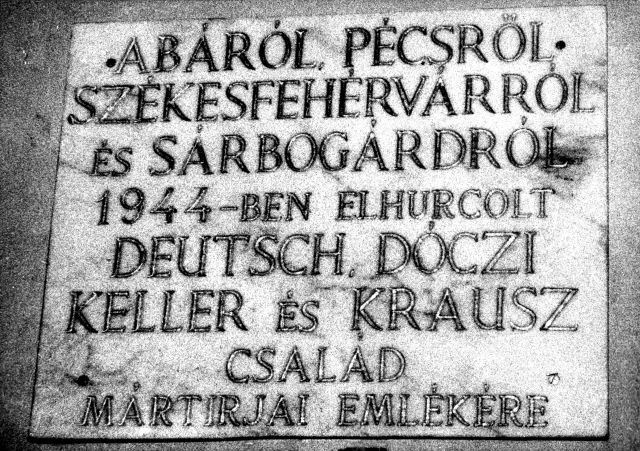 ·ABÁRÓL, PÉCSRŐL·
SZÉKESFEHÉRVÁRRÓL
ÉS SÁRBOGÁRDRÓL
1944-BEN ELHURCOLT
DEUTSCH, DÓCZI
KELLER ÉS KRAUSZ
CSALÁD
MÁRTIRJAI EMLÉKÉRE